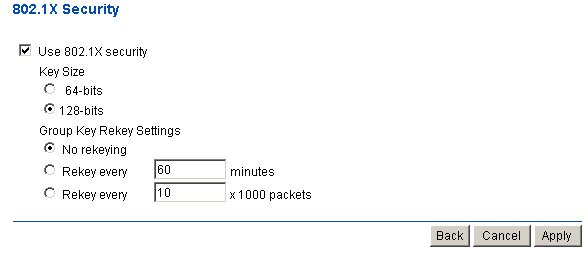 802.1X Security
Use 802.1X security
Key Size
64-bits
128-bits
Group Key Rekey Settings
No rekeying
Rekey every 60 minutes
Rekey every 10 x 1000 packets
Back Cancel Apply